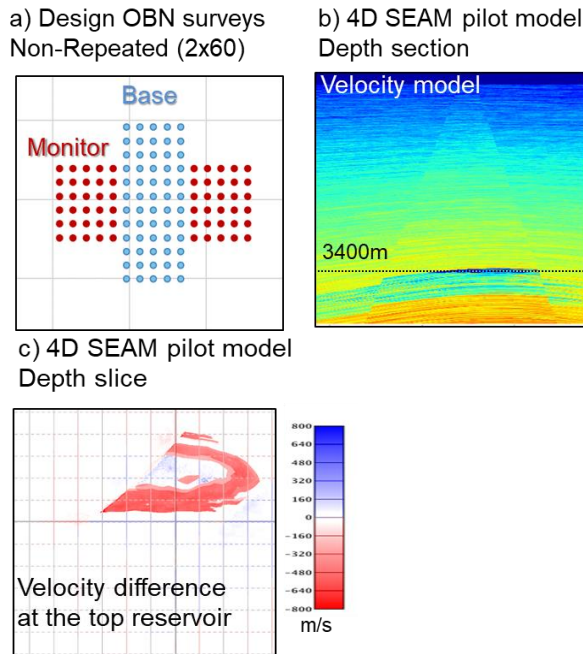 a) Design OBN surveys
Non-Repeated (2x60)
Base
Monitor
b) 4D SEAM pilot model
Depth section
Velocity model
3400m
c) 4D SEAM pilot model
Depth slice
Velocity difference
at the top reservoir
800
640
480
320
160
0
−160
−320
−480
−640
−800
m/s